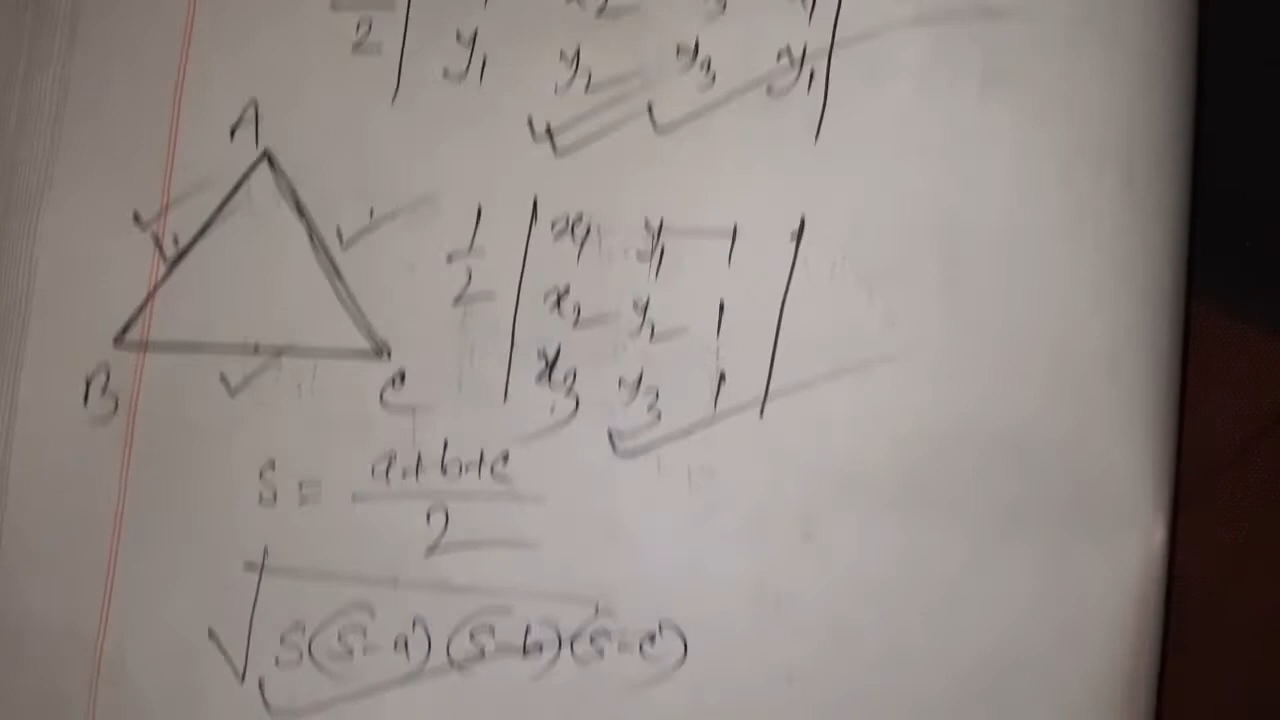 2
y₁ y₂ y₃ y₁
A
B
C
1/2 | x₁ y₁ 1 |
x₂ y₂ 1
x₃ y₃ 1
S = a+b+c / 2
√S(S-a)(S-b)(S-c)